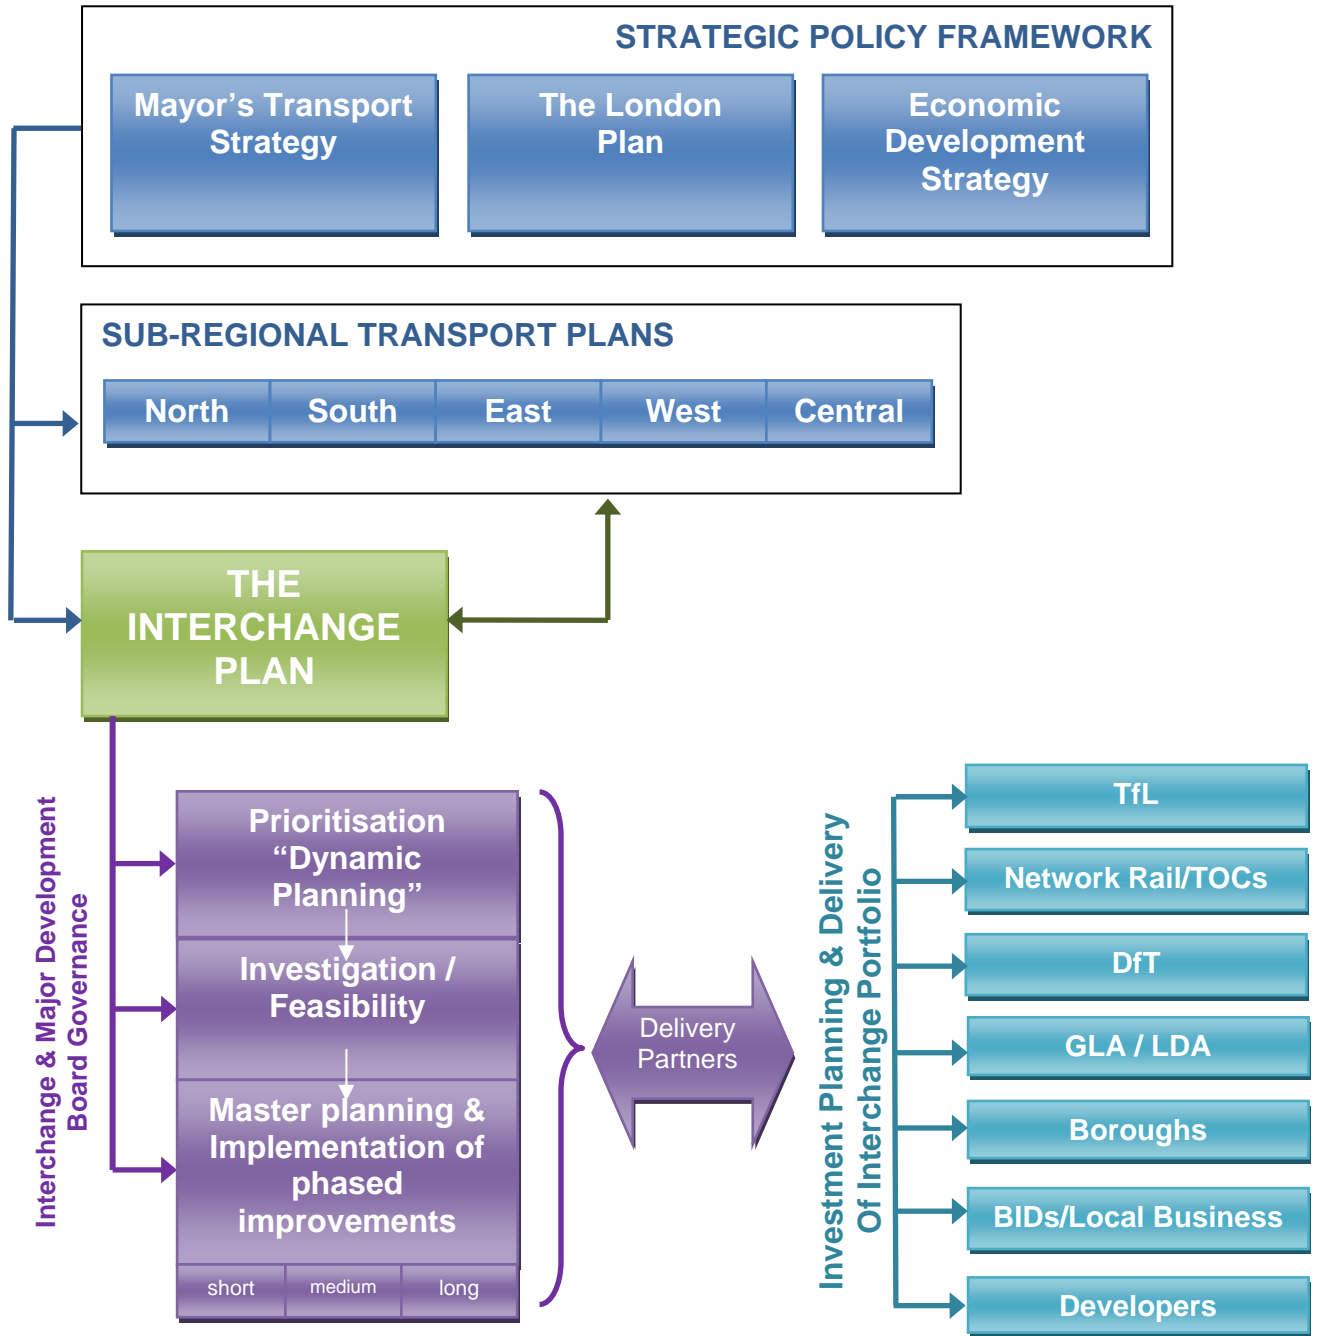 STRATEGIC POLICY FRAMEWORK
Mayor’s Transport
Strategy
The London
Plan
Economic
Development
Strategy
SUB-REGIONAL TRANSPORT PLANS
North
South
East
West
Central
THE
INTERCHANGE
PLAN
Interchange & Major Development
Board Governance
Prioritisation
“Dynamic
Planning”
Investigation /
Feasibility
Master planning &
Implementation of
phased
improvements
short
medium
long
Delivery
Partners
Investment Planning & Delivery
Of Interchange Portfolio
TfL
Network Rail/TOCs
DfT
GLA / LDA
Boroughs
BIDs/Local Business
Developers